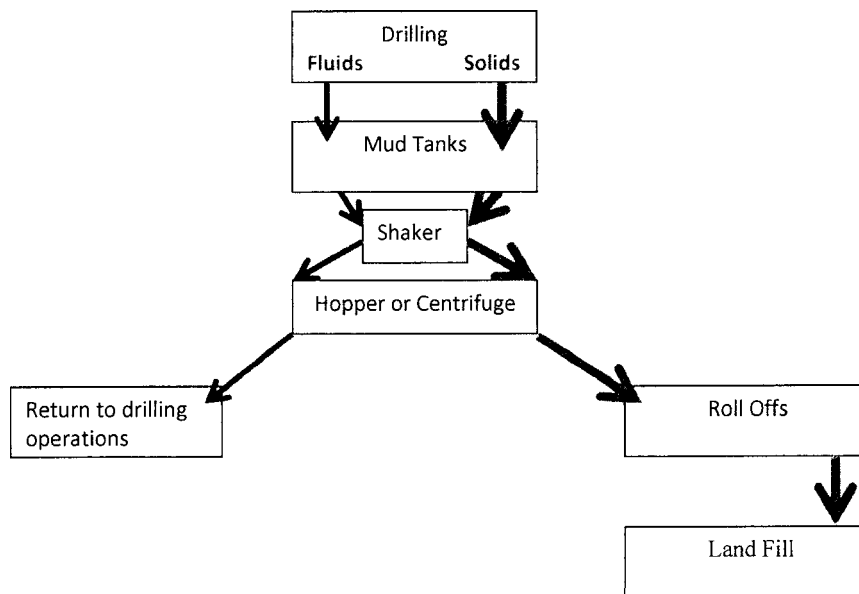 Drilling
Fluids Solids
Mud Tanks
Shaker
Hopper or Centrifuge
Return to drilling
operations
Roll Offs
Land Fill